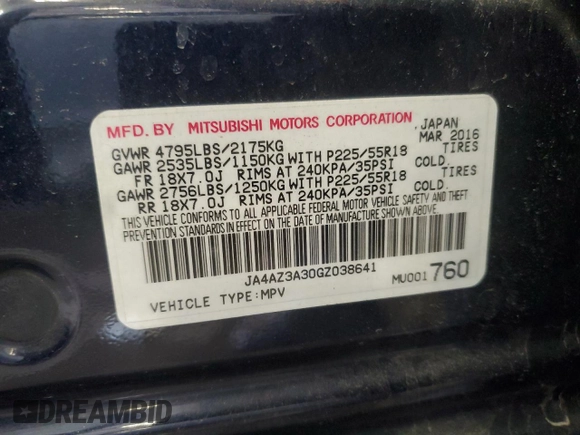 MFD. BY MITSUBISHI MOTORS CORPORATION, JAPAN
GVWR 4795LBS/2175KG MAR 2016
GAWR 2535LBS/1150KG WITH P225/55R18 TIRES
FR 18X7.0J RIMS AT 240KPA/35PSI COLD.
GAWR 2756LBS/1250KG WITH P225/55R18 TIRES
RR 18X7.0J RIMS AT 240KPA/35PSI COLD.
THIS VEHICLE CONFORMS TO ALL APPLICABLE FEDERAL MOTOR VEHICLE SAFETY AND THEFT
PREVENTION STANDARDS IN EFFECT ON THE DATE OF MANUFACTURE SHOWN ABOVE.
JA4AZ3A30GZ038641
VEHICLE TYPE:MPV MU001 760
DREAMBID